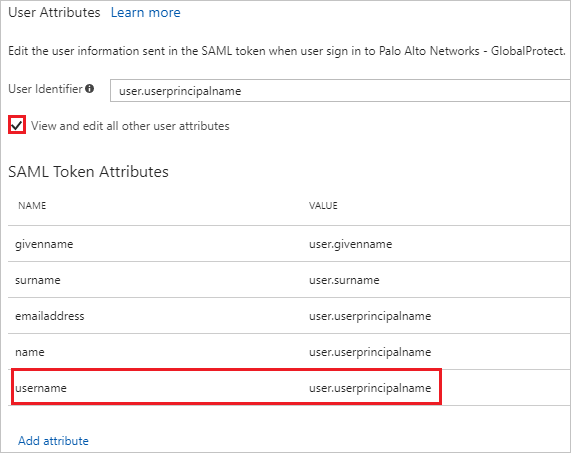 User Attributes Learn more
Edit the user information sent in the SAML token when user sign in to Palo Alto Networks - GlobalProtect.
User Identifier user.userprincipalname
View and edit all other user attributes
SAML Token Attributes
NAME VALUE
givenname user.givenname
surname user.surname
emailaddress user.userprincipalname
name user.userprincipalname
username user.userprincipalname
Add attribute